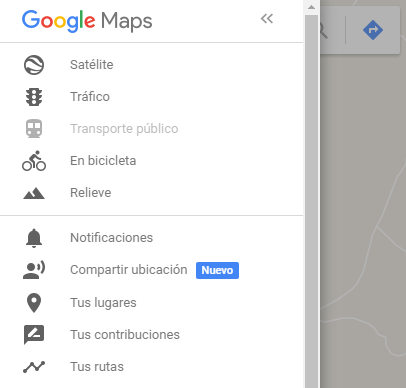 Google Maps
Satélite
Tráfico
Transporte público
En bicicleta
Relieve
Notificaciones
Compartir ubicación Nuevo
Tus lugares
Tus contribuciones
Tus rutas